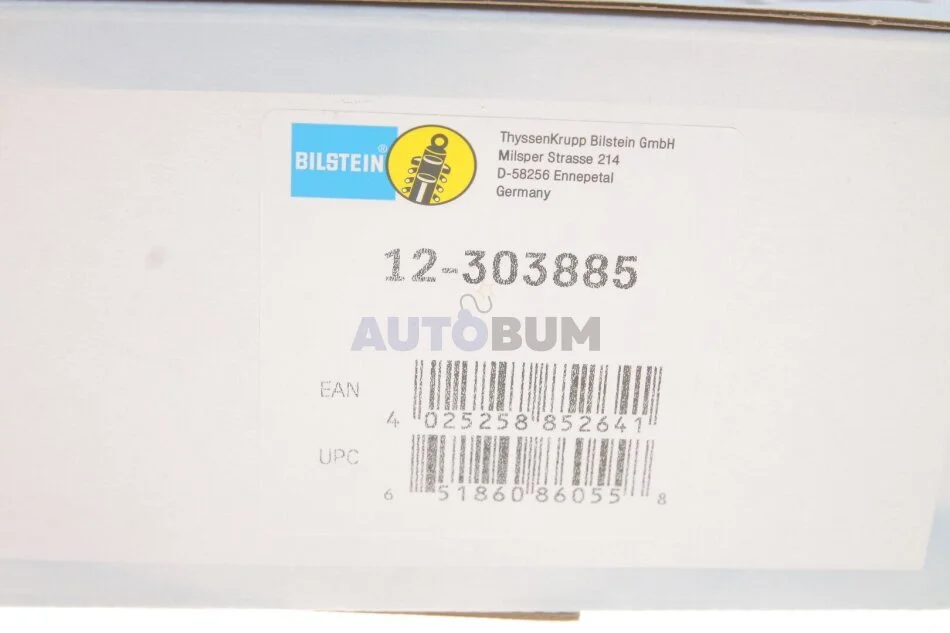 BILSTEIN®
ThyssenKrupp Bilstein GmbH
Milsper Strasse 214
D-58256 Ennepetal
Germany
12-303885
AUTOBUM
EAN
4 025258 852641
UPC
6 51860 86055 8